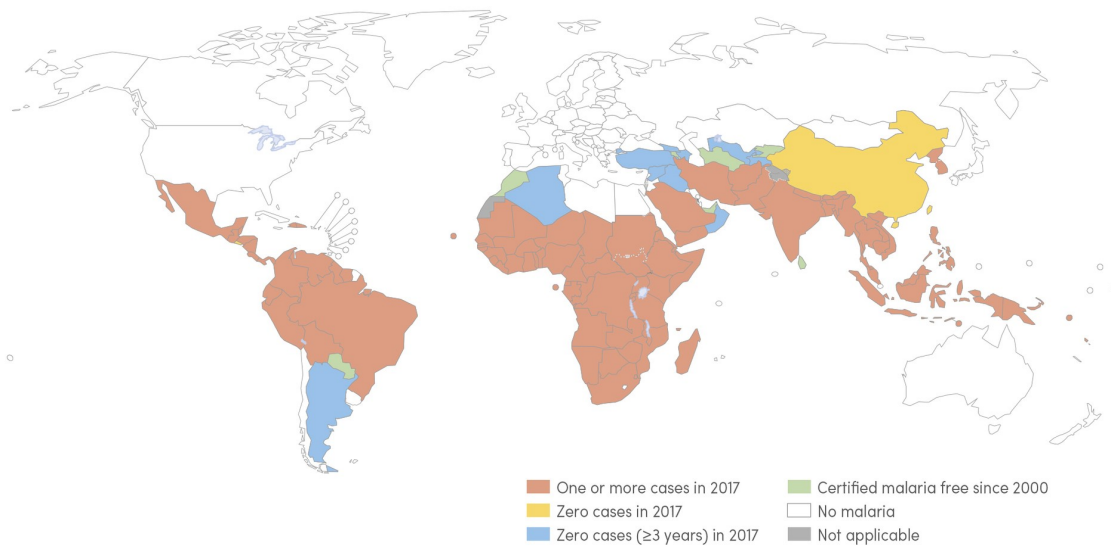 One or more cases in 2017
Zero cases in 2017
Zero cases (≥3 years) in 2017
Certified malaria free since 2000
No malaria
Not applicable